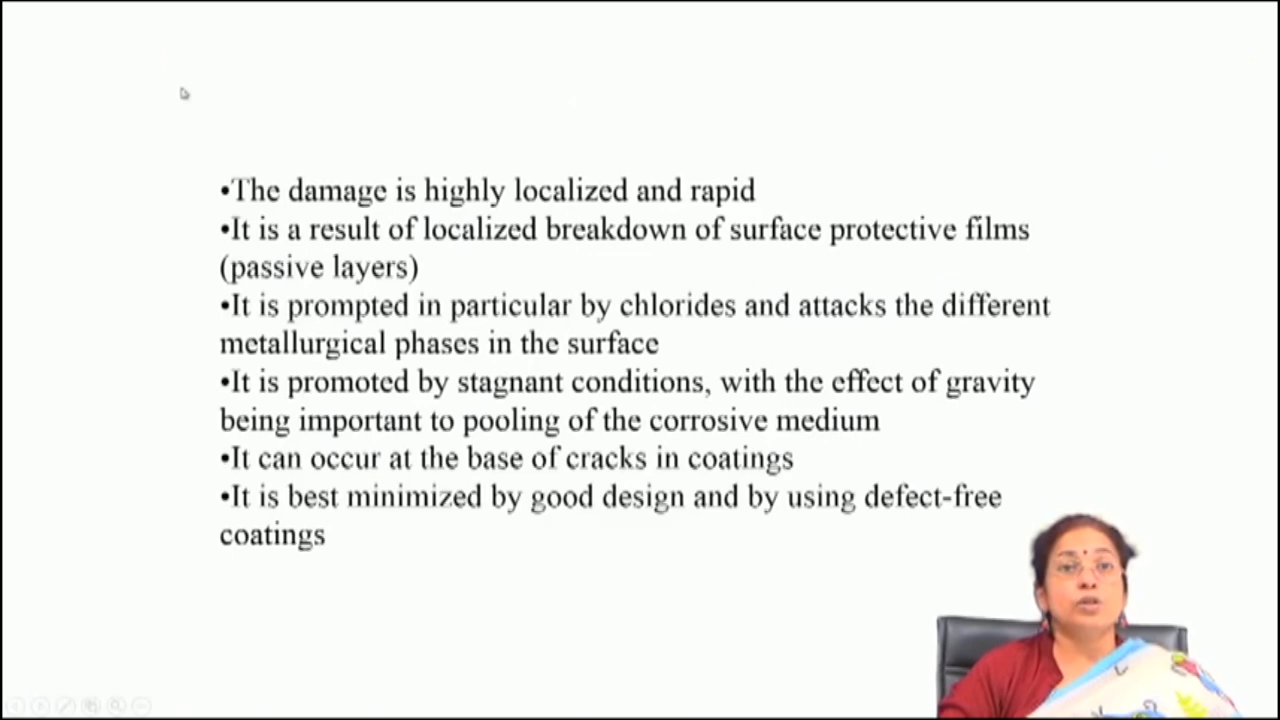 •The damage is highly localized and rapid
•It is a result of localized breakdown of surface protective films
(passive layers)
•It is prompted in particular by chlorides and attacks the different
metallurgical phases in the surface
•It is promoted by stagnant conditions, with the effect of gravity
being important to pooling of the corrosive medium
•It can occur at the base of cracks in coatings
•It is best minimized by good design and by using defect-free
coatings